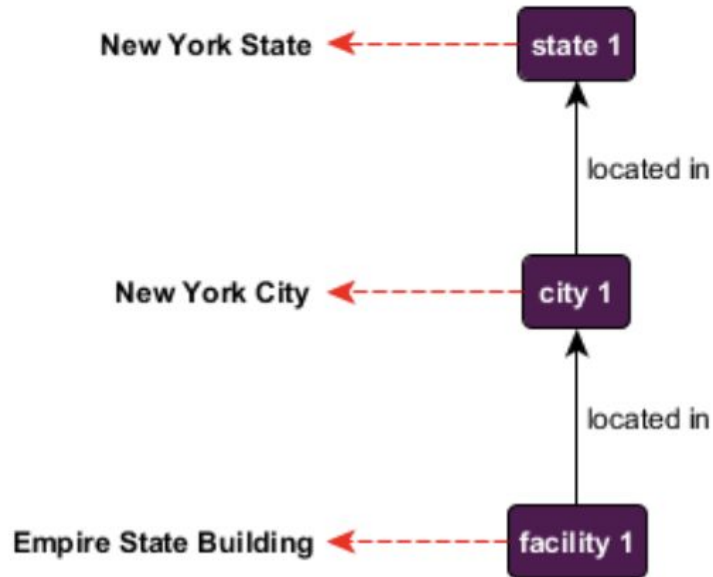 New York State
state 1
located in
New York City
city 1
located in
Empire State Building
facility 1